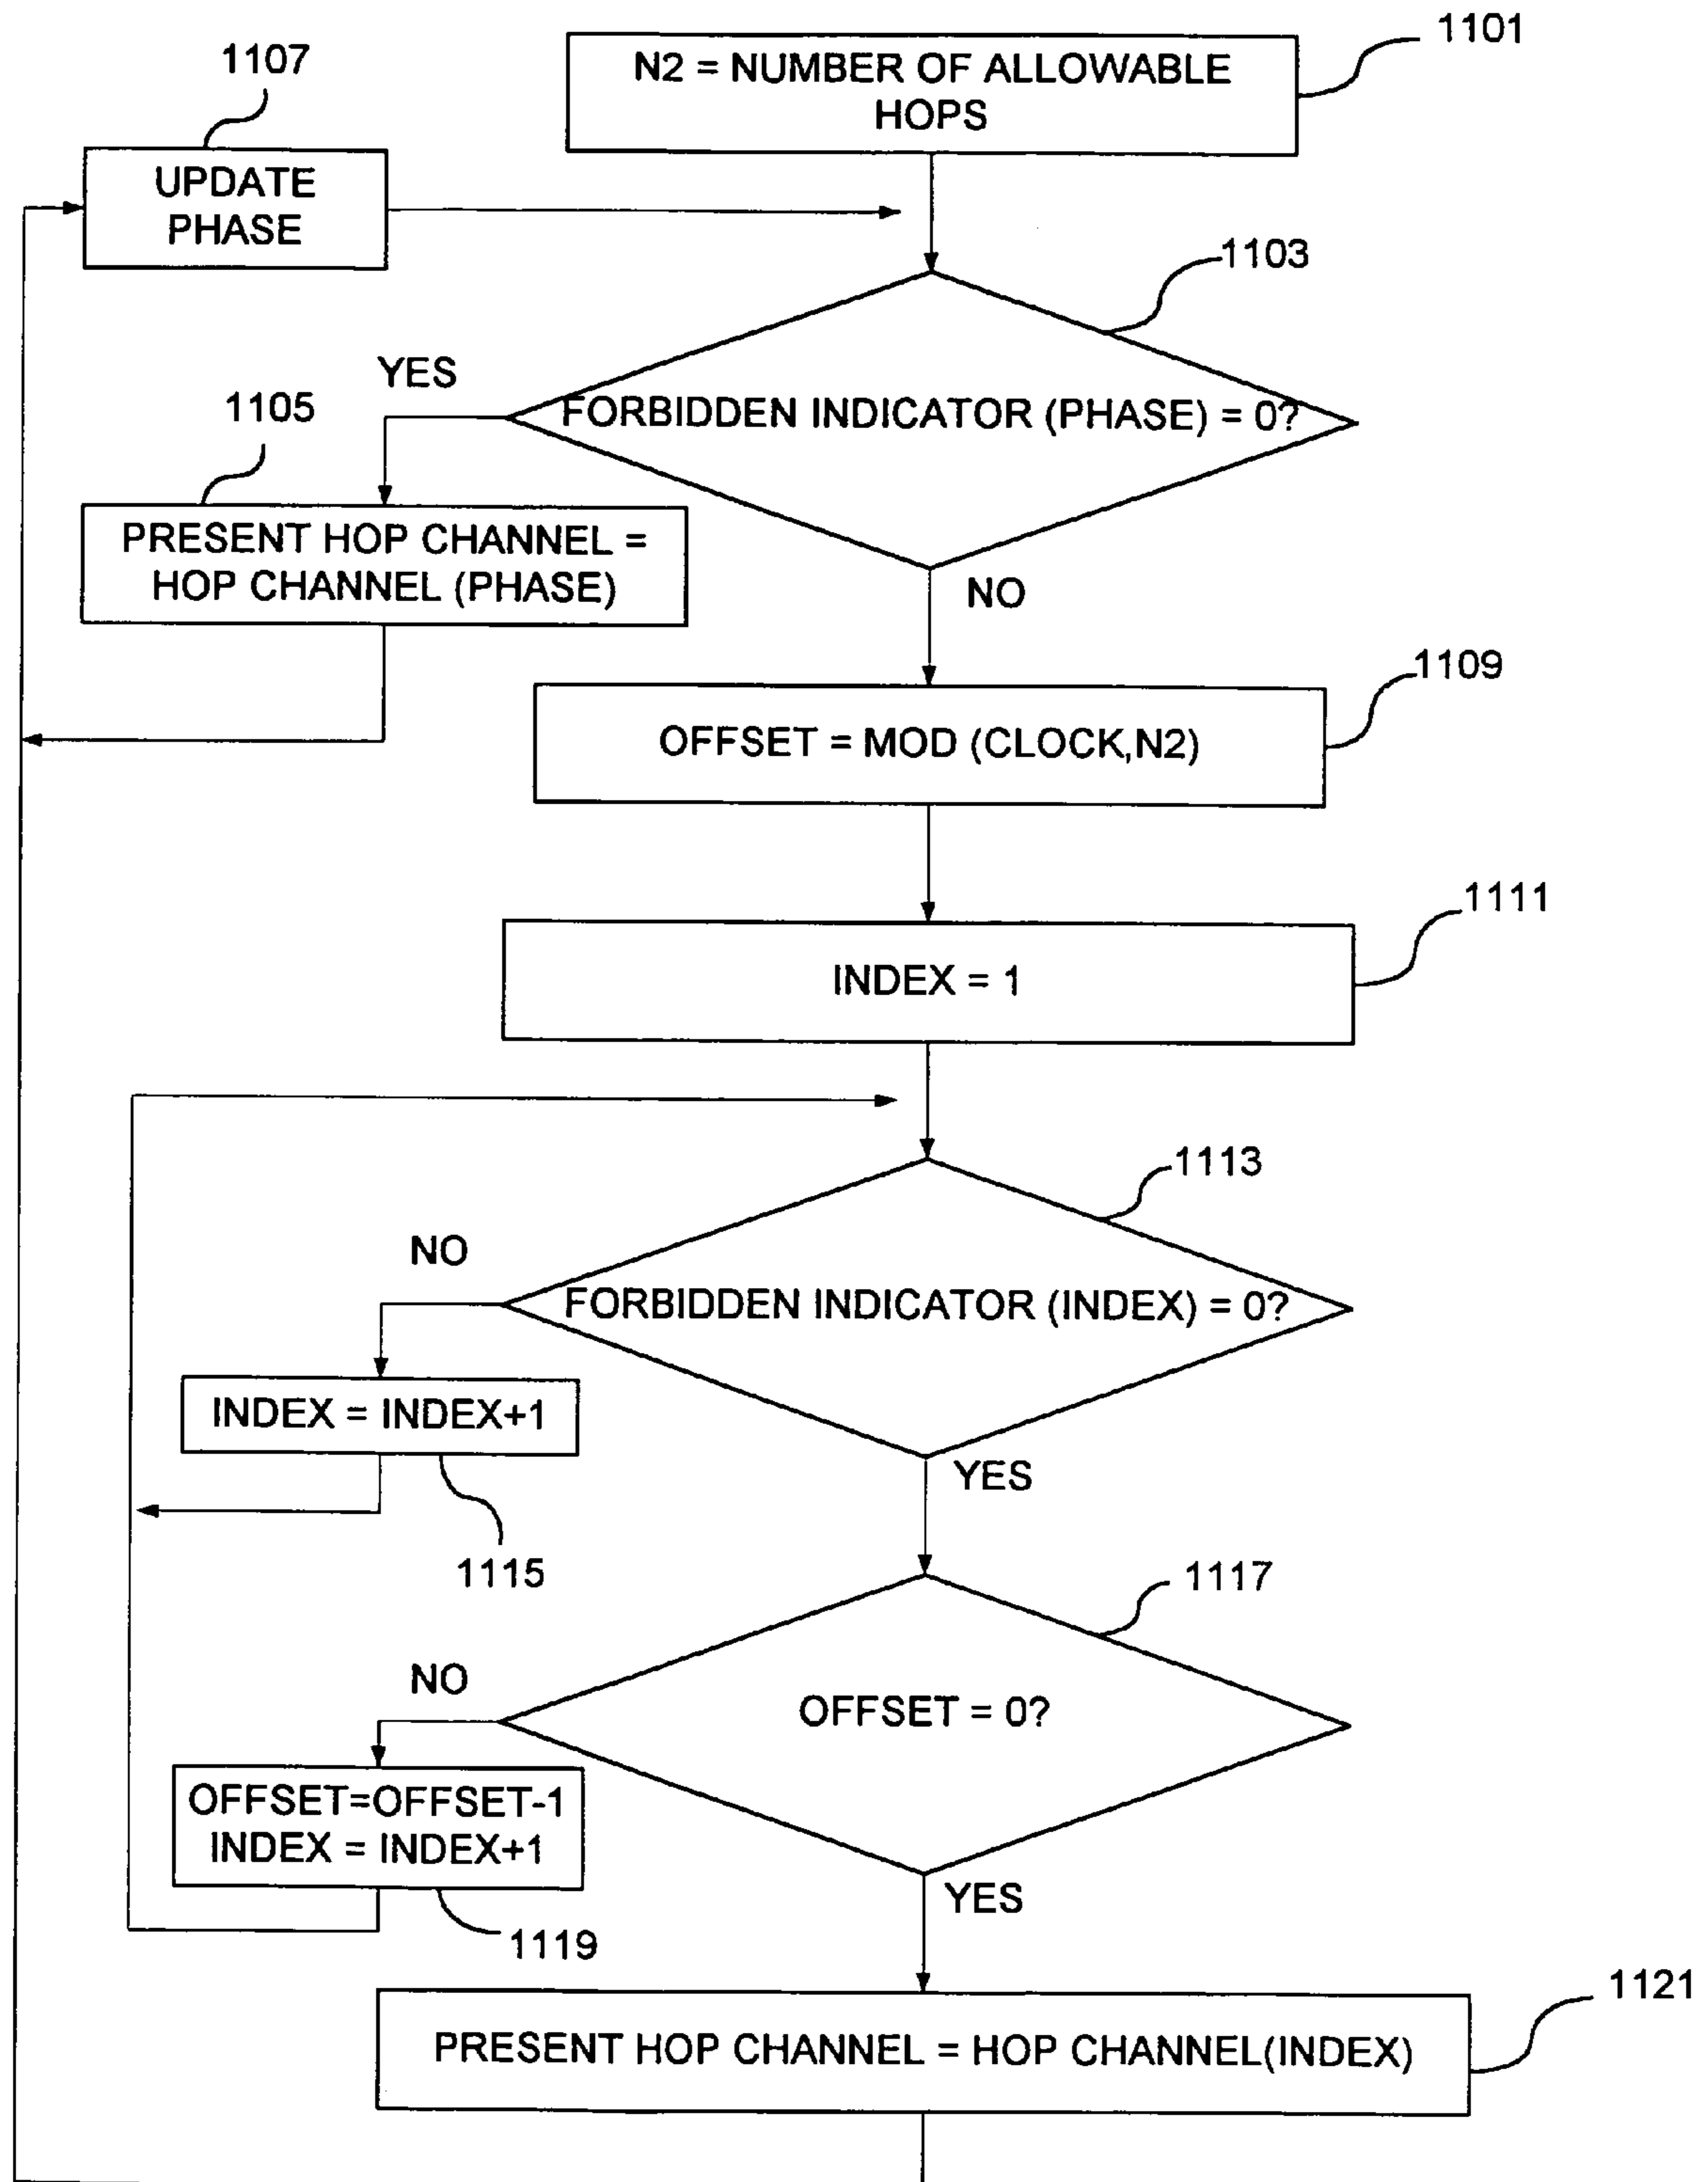 1101
N2 = NUMBER OF ALLOWABLE
HOPS
1107
UPDATE
PHASE
1103
YES
FORBIDDEN INDICATOR (PHASE) = 0?
1105
PRESENT HOP CHANNEL =
HOP CHANNEL (PHASE)
NO
1109
OFFSET = MOD (CLOCK,N2)
1111
INDEX = 1
1113
NO
FORBIDDEN INDICATOR (INDEX) = 0?
INDEX = INDEX+1
YES
1115
1117
NO
OFFSET = 0?
OFFSET=OFFSET-1
INDEX = INDEX+1
YES
1119
1121
PRESENT HOP CHANNEL = HOP CHANNEL(INDEX)